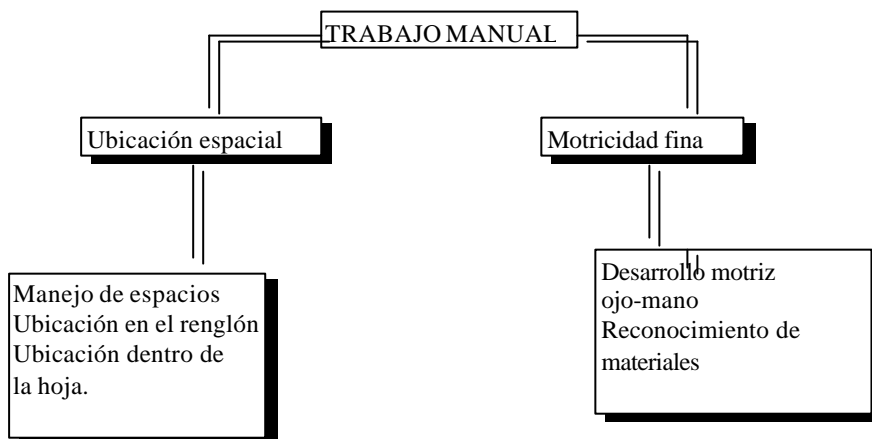 TRABAJO MANUAL
Ubicación espacial
Motricidad fina
Manejo de espacios
Ubicación en el renglón
Ubicación dentro de
la hoja.
Desarrollo motriz
ojo-mano
Reconocimiento de
materiales